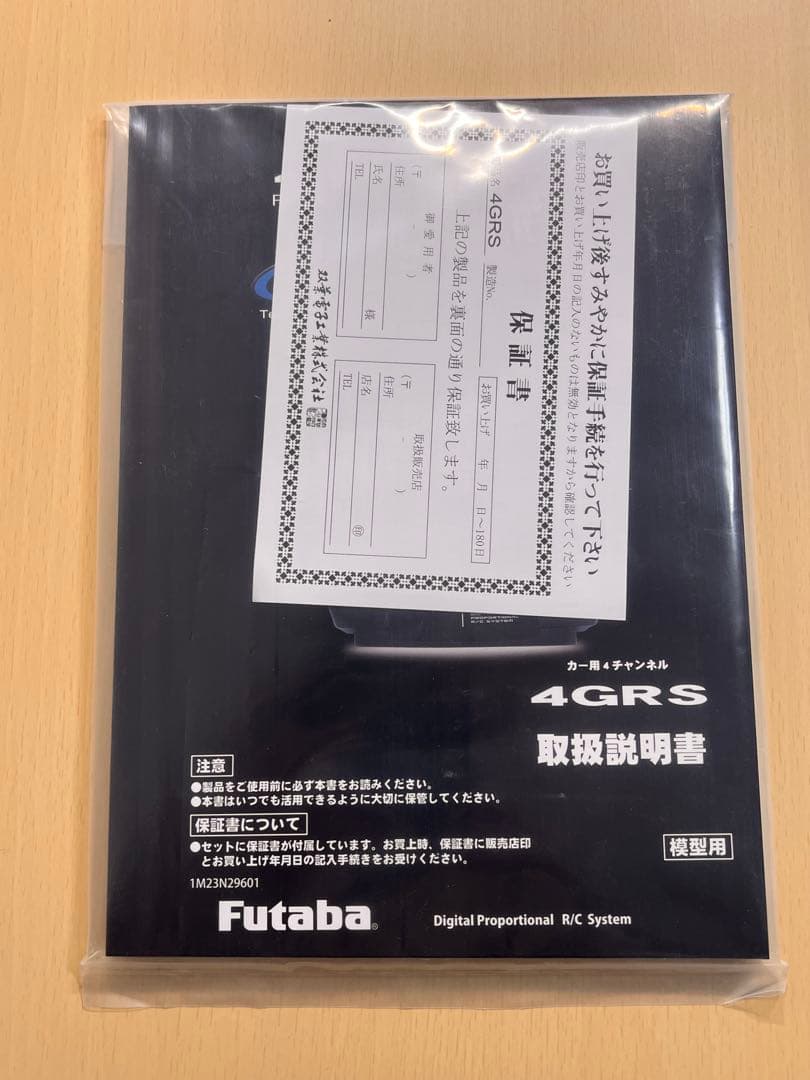 お買い上げ後すみやかに保証手続を行って下さい
販売店印とお買い上げ年月日の記入のないものは無効となりますから確認してください
保証書
名 4GRS 製造No.
お買い上げ 年 月 日～180日
上記の製品を裏面の通り保証致します。
御愛用者
(〒 - )
住所
氏名 様
TEL
取扱販売店
(〒 - )
住所
店名 ㊞
TEL
双葉電子工業株式会社
Te
カー用4チャンネル
4GRS
取扱説明書
注意
●製品をご使用前に必ず本書をお読みください。
●本書はいつでも活用できるように大切に保管してください。
保証書について
●セットに保証書が付属しています。お買上時、保証書に販売店印
とお買い上げ年月日の記入手続きをお受けください。
模型用
1M23N29601
Futaba®
Digital Proportional R/C System